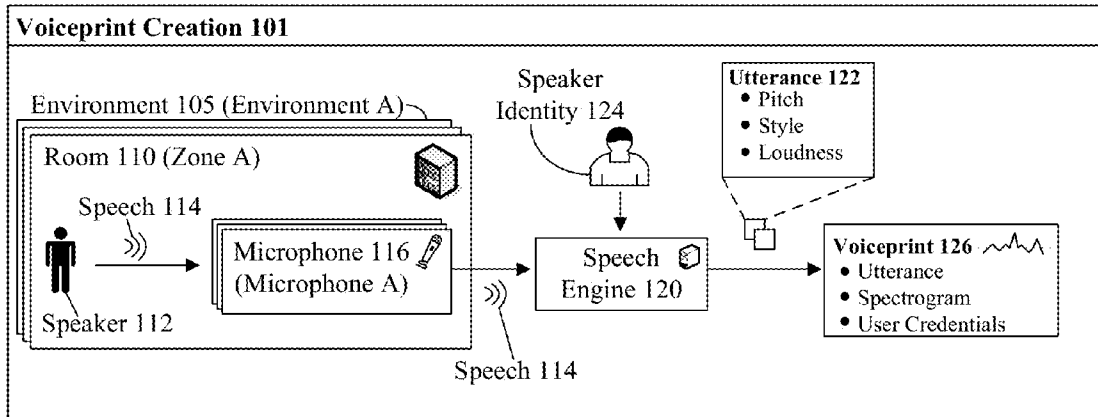 Voiceprint Creation 101
Environment 105 (Environment A)
Room 110 (Zone A)
Speech 114
Speaker 112
Microphone 116
(Microphone A)
Speech 114
Speaker
Identity 124
Speech
Engine 120
Utterance 122
• Pitch
• Style
• Loudness
Voiceprint 126
• Utterance
• Spectrogram
• User Credentials